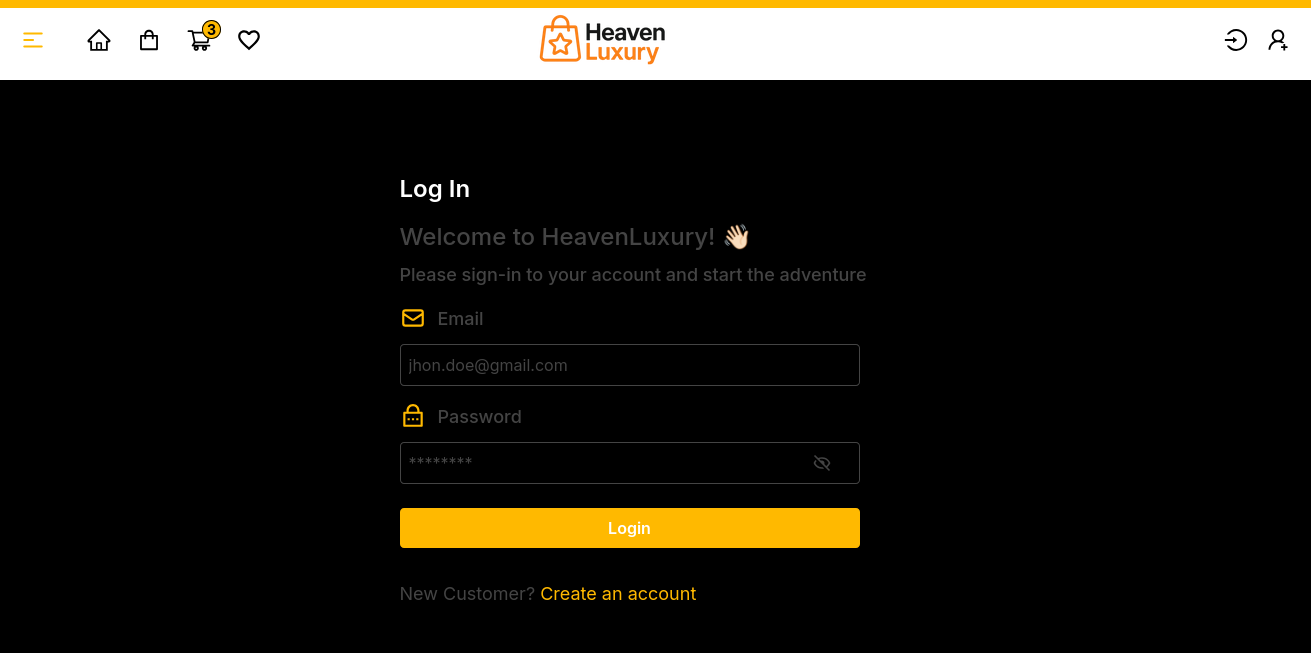 3
Heaven
Luxury
Log In
Welcome to HeavenLuxury! 👋🏻
Please sign-in to your account and start the adventure
Email
jhon.doe@gmail.com
Password
********
Login
New Customer? Create an account